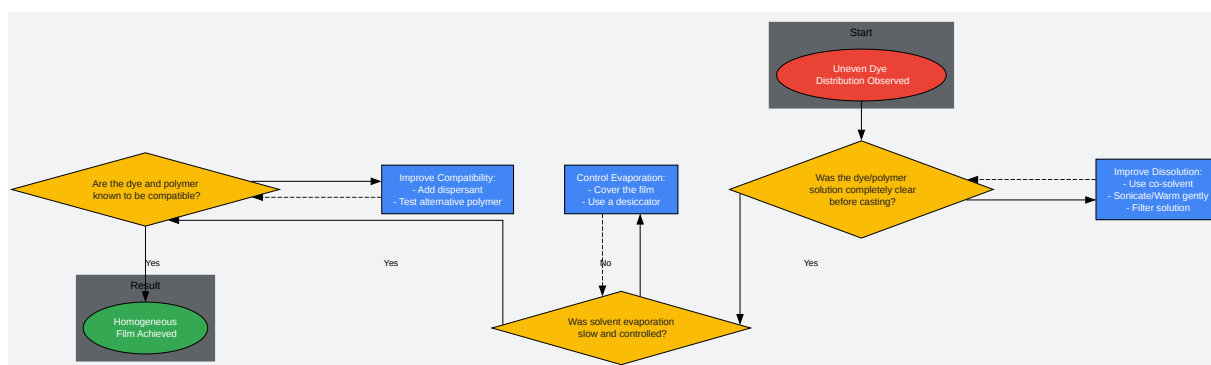 Start
Uneven Dye
Distribution Observed
Was the dye/polymer
solution completely clear
before casting?
Improve Dissolution:
- Use co-solvent
- Sonicate/Warm gently
- Filter solution
Yes
Was solvent evaporation
slow and controlled?
No
Control Evaporation:
- Cover the film
- Use a desiccator
Yes
Are the dye and polymer
known to be compatible?
Improve Compatibility:
- Add dispersant
- Test alternative polymer
Yes
Result
Homogeneous
Film Achieved